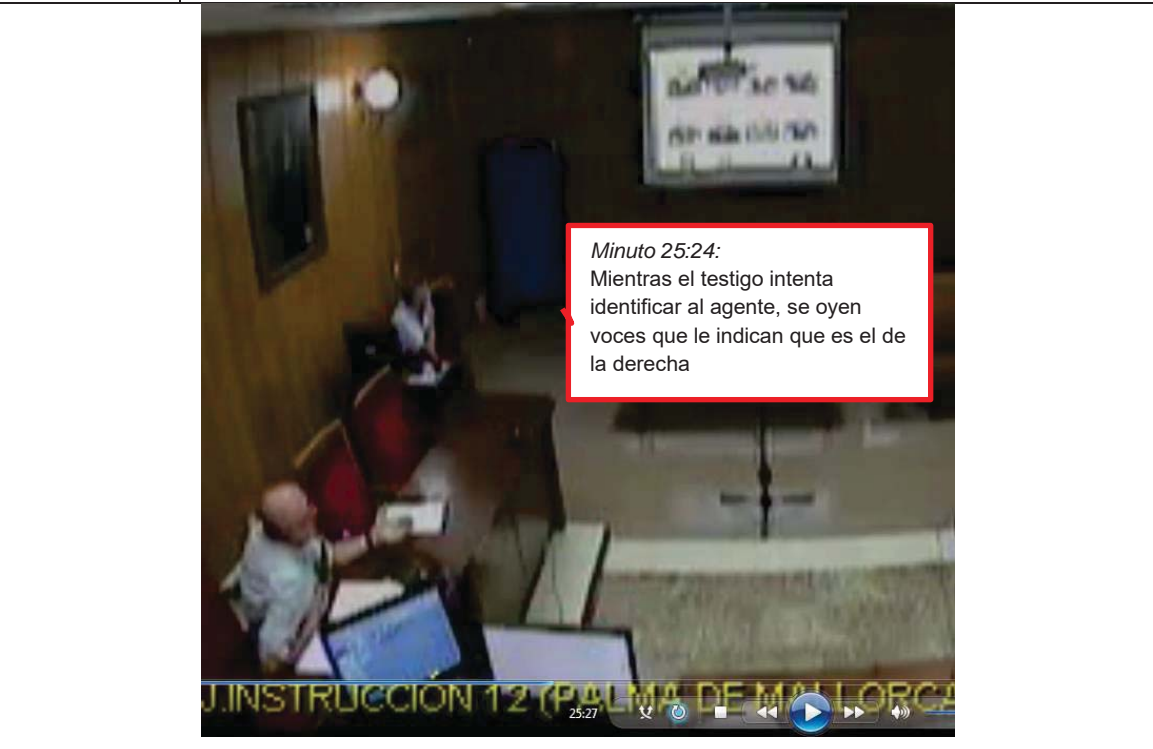 Minuto 25:24:
Mientras el testigo intenta
identificar al agente, se oyen
voces que le indican que es el de
la derecha
J.INSTRUCCION 12 (PALMA DE MALLORCA
25:27